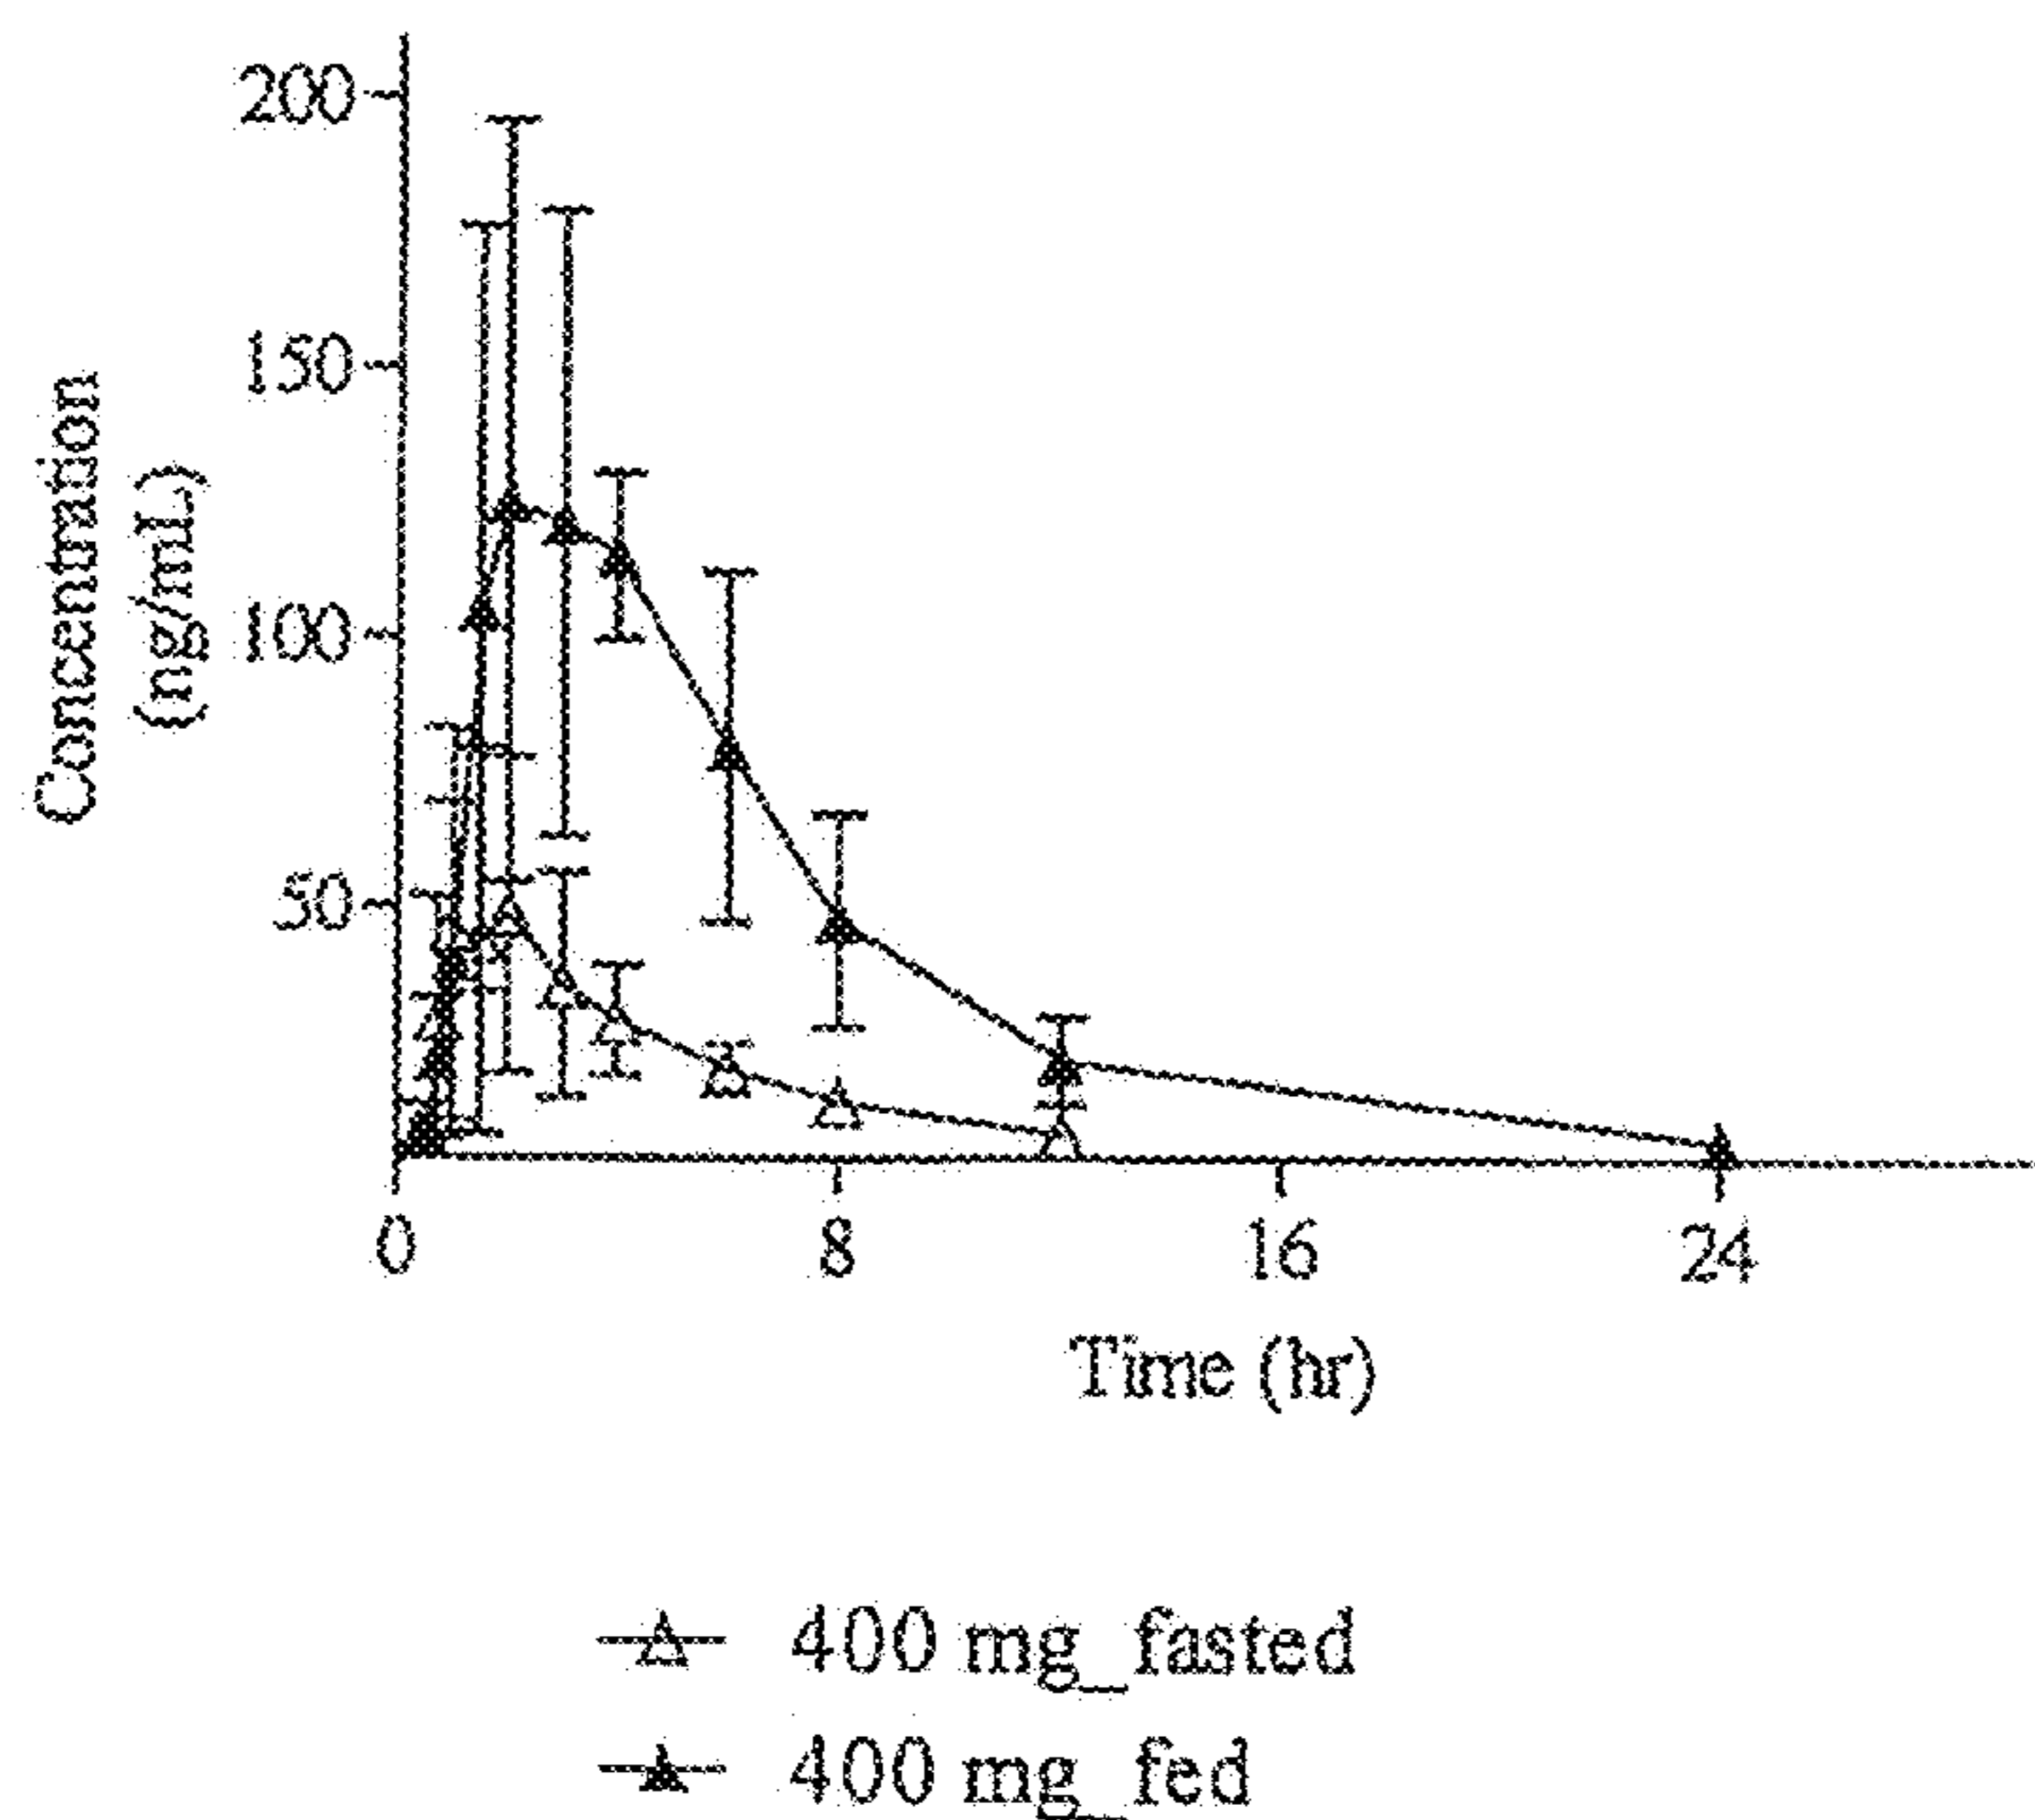 200
150
100
50
Concentration
(ng/mL)
0 8 16 24
Time (hr)
400 mg_fasted
400 mg_fed